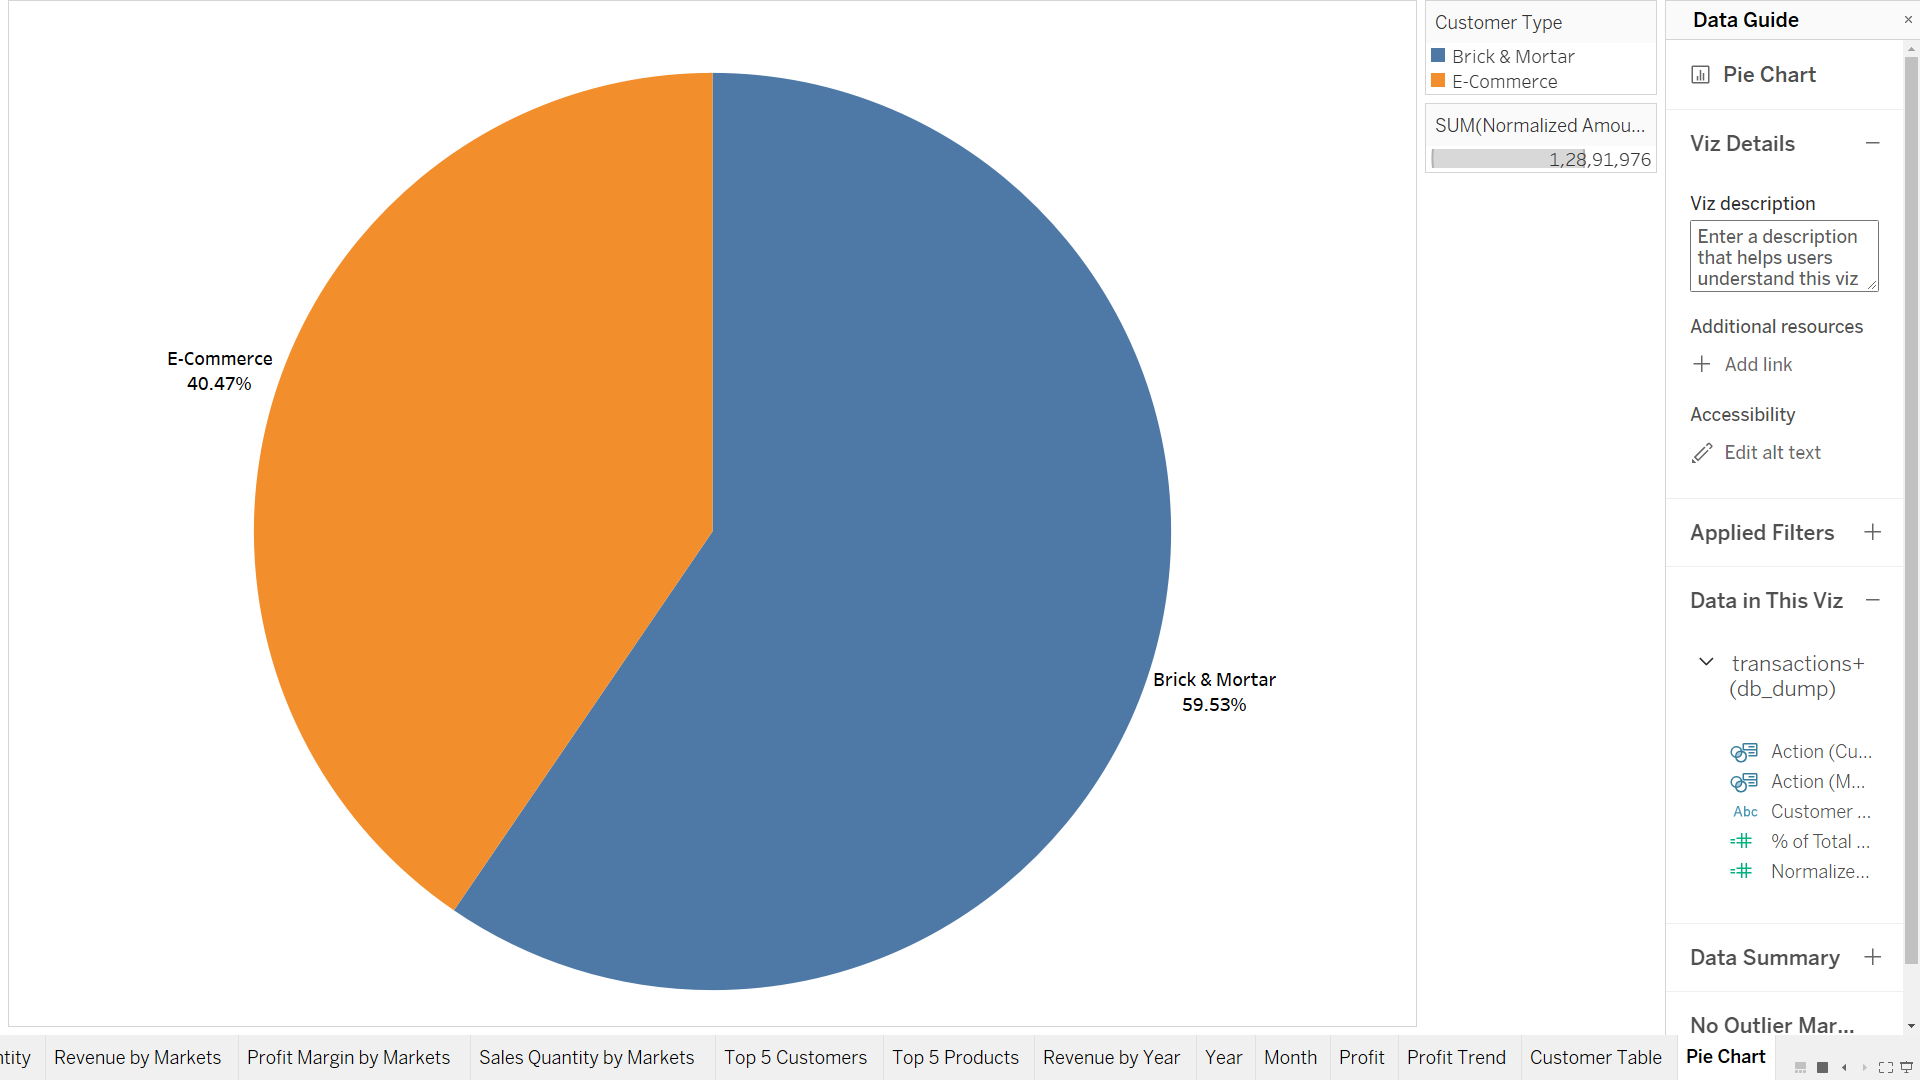 E-Commerce
40.47%
Brick & Mortar
59.53%
Customer Type
Brick & Mortar
E-Commerce
SUM(Normalized Amou...
1,28,91,976
Data Guide
Pie Chart
Viz Details
Viz description
Enter a description
that helps users
understand this viz
Additional resources
Add link
Accessibility
Edit alt text
Applied Filters
Data in This Viz
transactions+
(db_dump)
Action (Cu...
Action (M...
Abc Customer ...
=# % of Total ...
=# Normalize...
Data Summary
No Outlier Mar...
ntity Revenue by Markets Profit Margin by Markets Sales Quantity by Markets Top 5 Customers Top 5 Products Revenue by Year Year Month Profit Profit Trend Customer Table Pie Chart